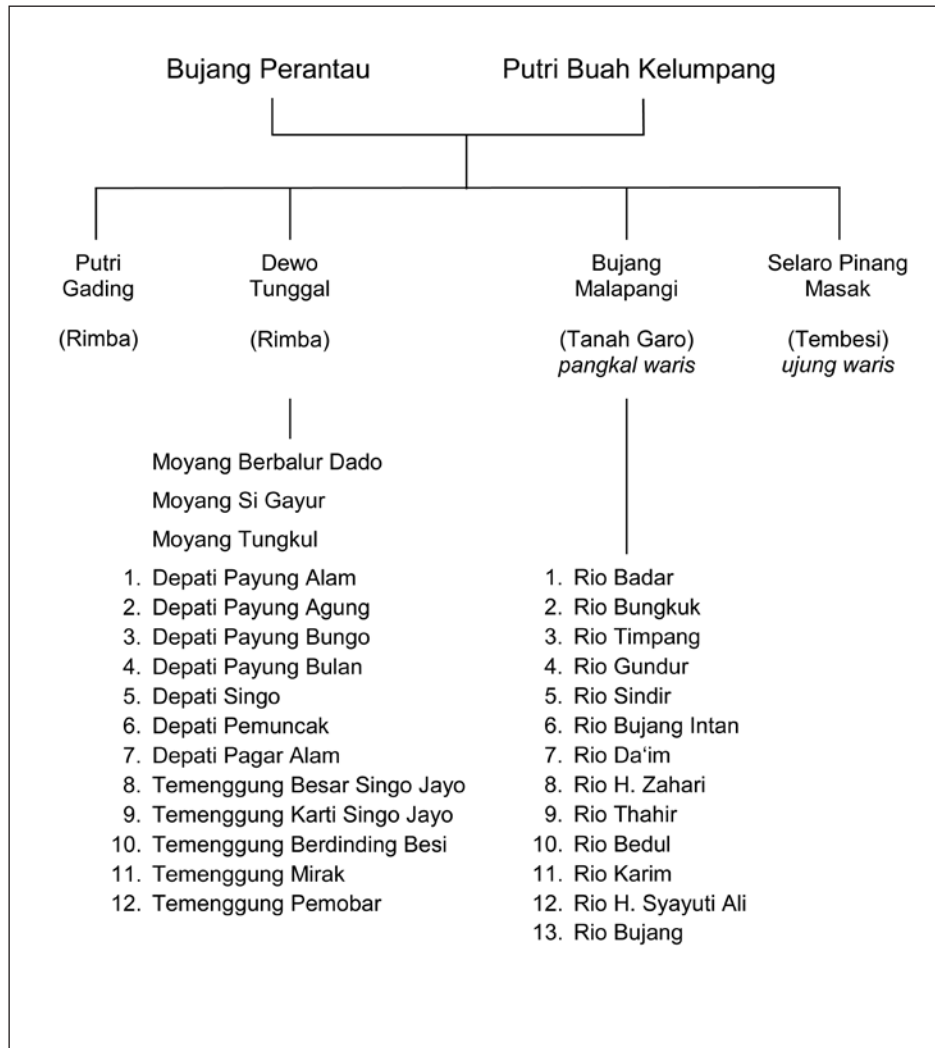 Bujang Perantau
Putri Buah Kelumpang
Putri
Gading
(Rimba)
Dewo
Tunggal
(Rimba)
Bujang
Malapangi
(Tanah Garo)
pangkal waris
Selaro Pinang
Masak
(Tembesi)
ujung waris
Moyang Berbalur Dado
Moyang Si Gayur
Moyang Tungkul
1. Depati Payung Alam
2. Depati Payung Agung
3. Depati Payung Bungo
4. Depati Payung Bulan
5. Depati Singo
6. Depati Pemuncak
7. Depati Pagar Alam
8. Temenggung Besar Singo Jayo
9. Temenggung Karti Singo Jayo
10. Temenggung Berdinding Besi
11. Temenggung Mirak
12. Temenggung Pemobar
1. Rio Badar
2. Rio Bungkuk
3. Rio Timpang
4. Rio Gundur
5. Rio Sindir
6. Rio Bujang Intan
7. Rio Da‘im
8. Rio H. Zahari
9. Rio Thahir
10. Rio Bedul
11. Rio Karim
12. Rio H. Syayuti Ali
13. Rio Bujang